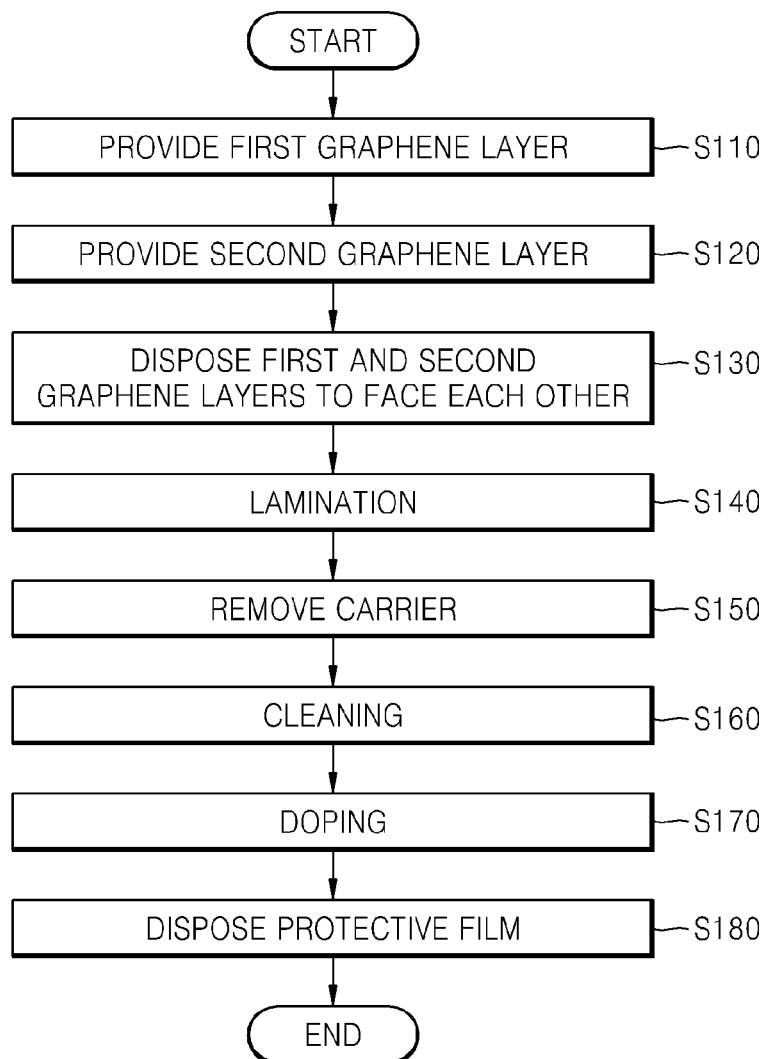 START
PROVIDE FIRST GRAPHENE LAYER
S110
PROVIDE SECOND GRAPHENE LAYER
S120
DISPOSE FIRST AND SECOND
GRAPHENE LAYERS TO FACE EACH OTHER
S130
LAMINATION
S140
REMOVE CARRIER
S150
CLEANING
S160
DOPING
S170
DISPOSE PROTECTIVE FILM
S180
END